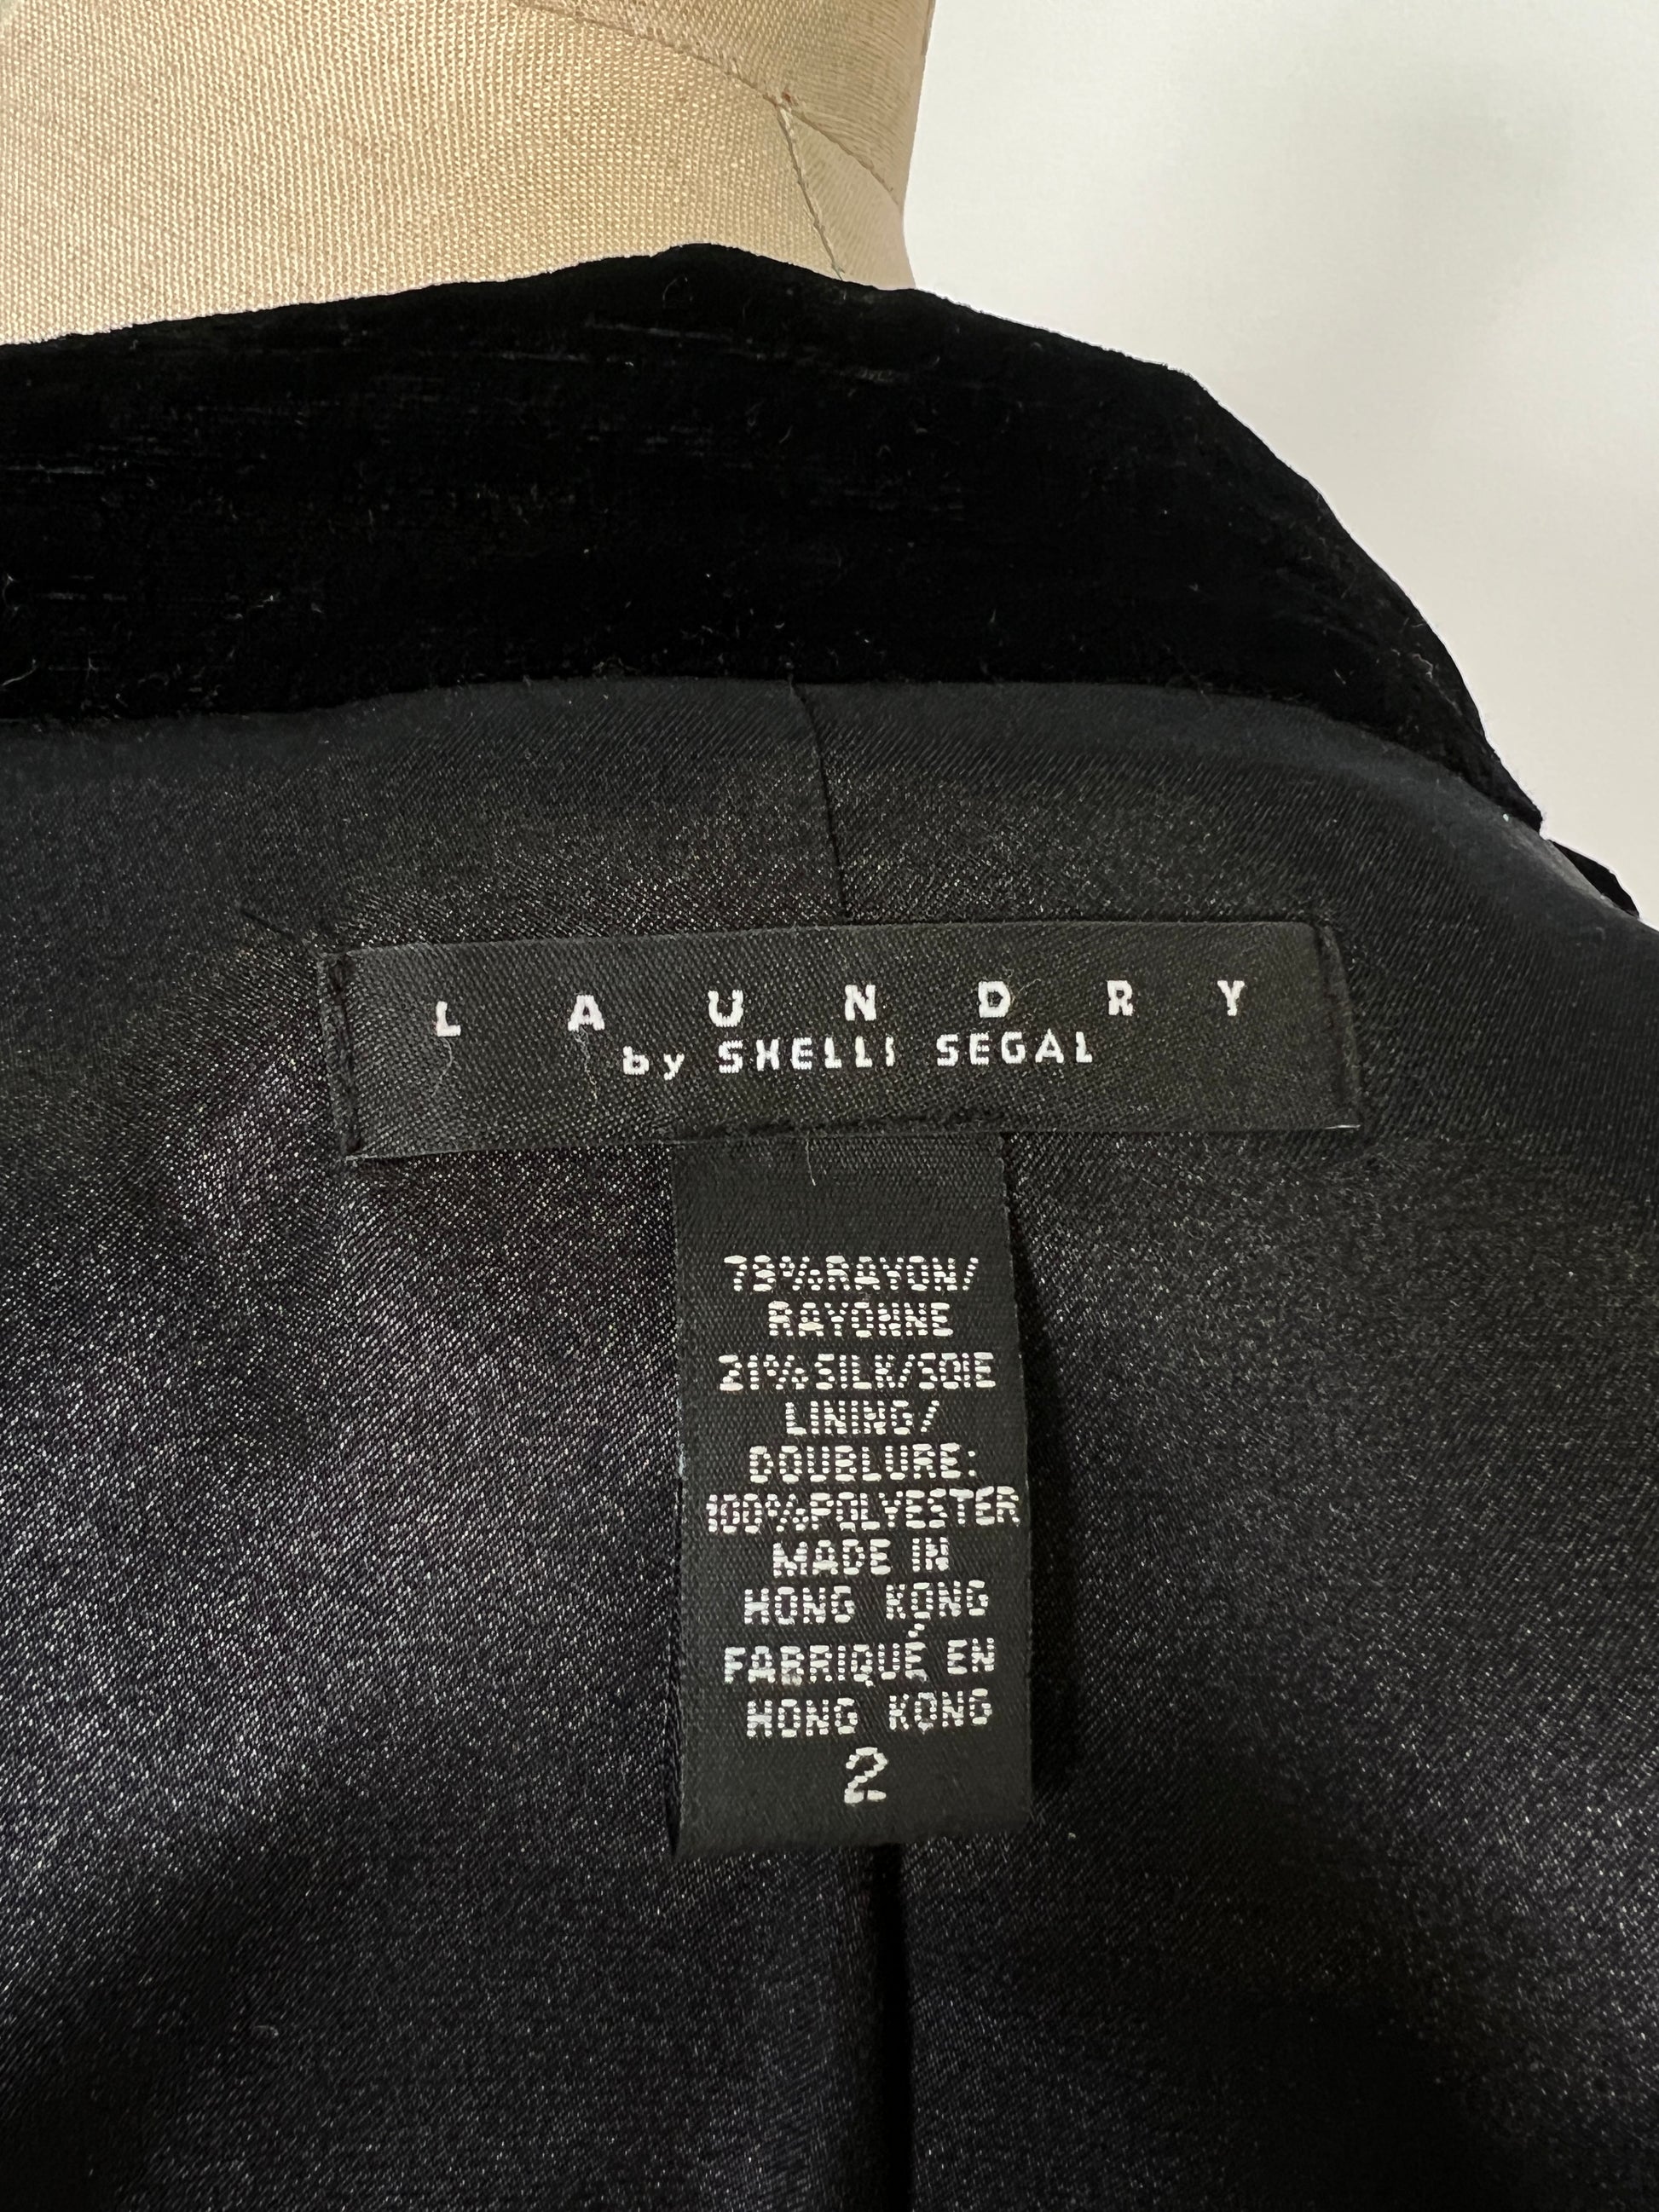 LAUNDRY
by SHELLI SEGAL
79%RAYON/
RAYONNE
21%SILK/SOIE
LINING/
DOUBLURE:
100%POLYESTER
MADE IN
HONG KONG
FABRIQUÉ EN
HONG KONG
2